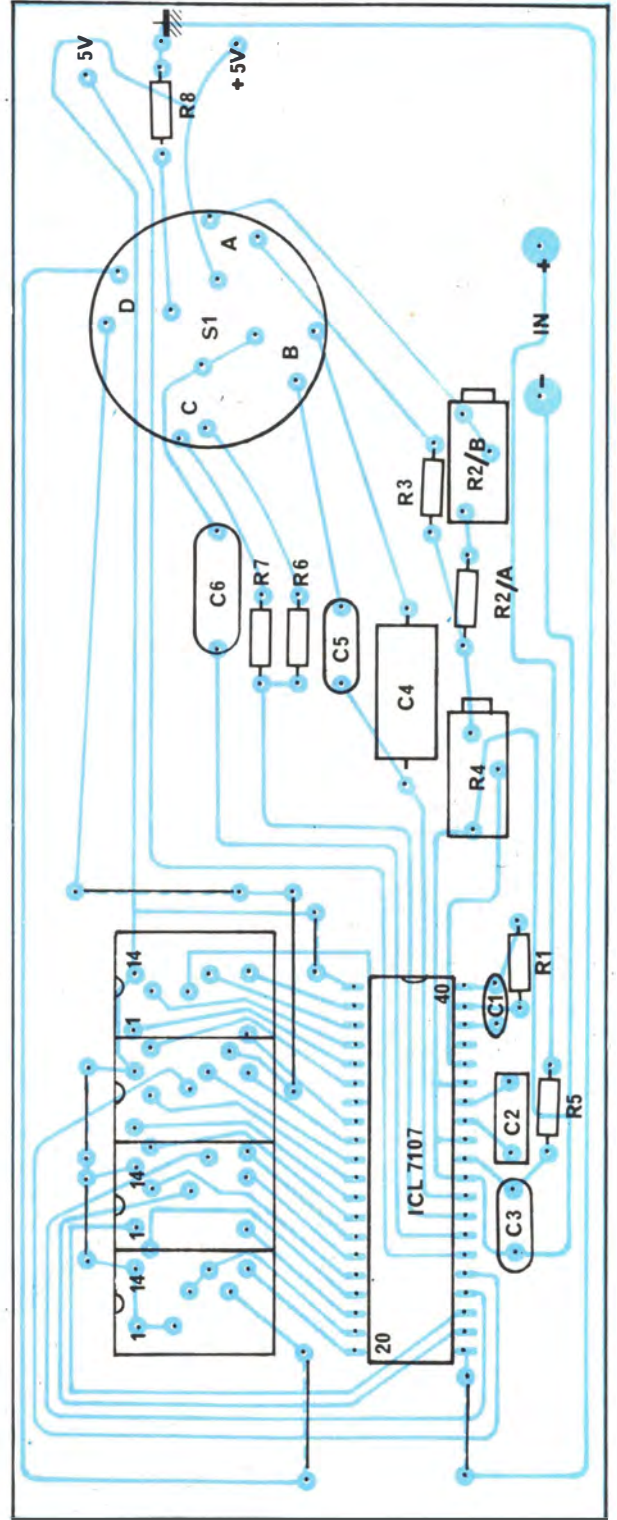 5V
R8
+5V
D
A
S1
C
B
IN
+
-
R3
R2/B
R2/A
C6
R7
R6
C5
C4
R4
14
1
14
1
14
1
40
20
ICL 7107
C1
R1
C2
R5
C3